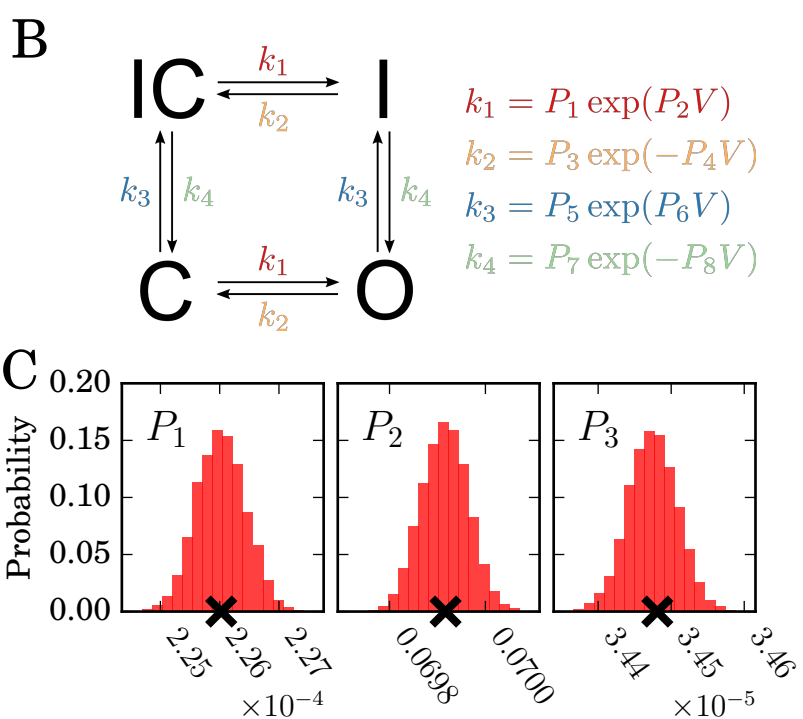 B
IC k₁ I
k₂
k₁ = P₁ exp(P₂V)
k₂ = P₃ exp(−P₄V)
k₃ = P₅ exp(P₆V)
k₄ = P₇ exp(−P₈V)
k₃ k₄ k₃ k₄
k₁
C O
k₂
C
Probability
0.20
0.15
0.10
0.05
0.00
P₁
P₂
P₃
2.25 2.26 2.27
×10⁻⁴
0.0698 0.0700
3.44 3.45 3.46
×10⁻⁵